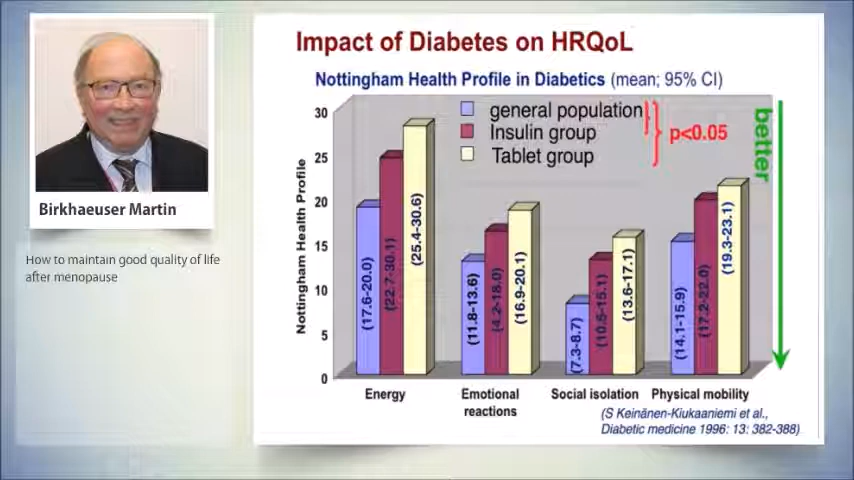 Impact of Diabetes on HRQoL
Nottingham Health Profile in Diabetics (mean; 95% CI)
general population
Insulin group
Tablet group
p<0.05
better
Nottingham Health Profile
30
25
20
15
10
5
0
(17.6-20.0)
(22.7-30.1)
(25.4-30.6)
(11.8-13.6)
(4.2-18.0)
(16.9-20.1)
(7.3-8.7)
(10.5-15.1)
(13.6-17.1)
(14.1-15.9)
(17.2-22.0)
(19.3-23.1)
Energy
Emotional
reactions
Social isolation
Physical mobility
(S Keinänen-Kiukaaniemi et al.,
Diabetic medicine 1996: 13: 382-388)
Birkhaeuser Martin
How to maintain good quality of life
after menopause